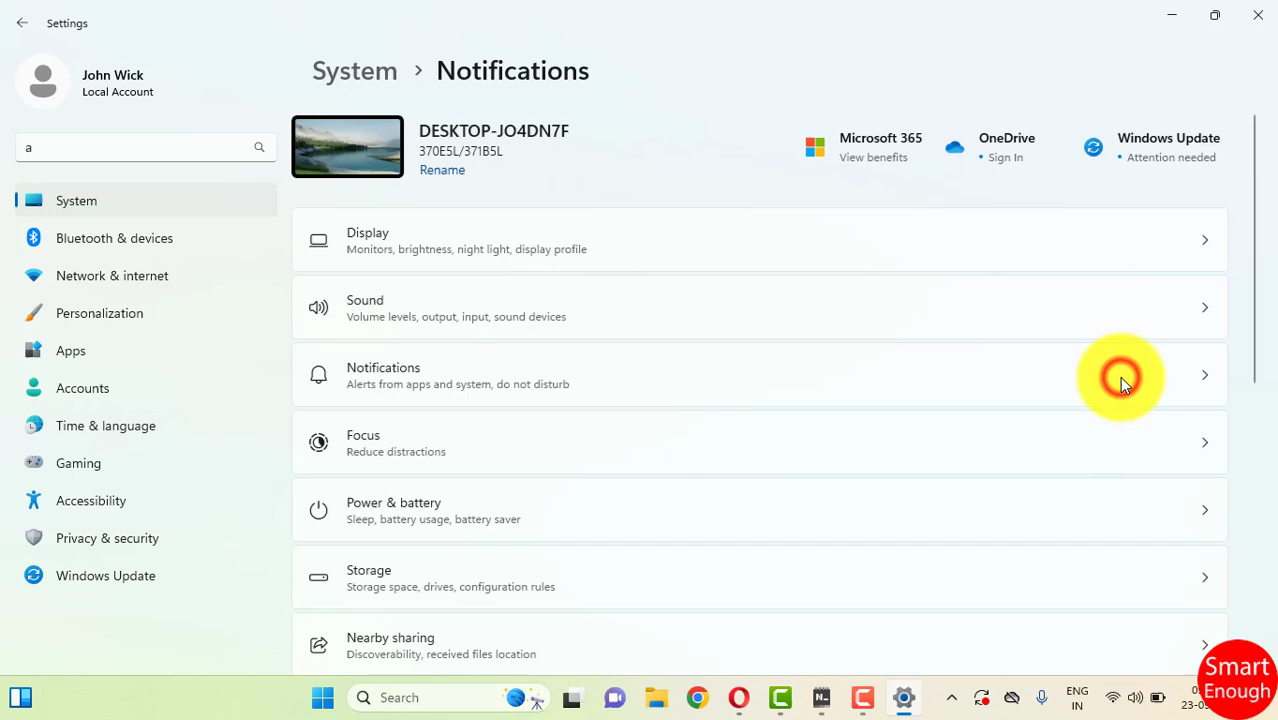 Settings
John Wick
Local Account
a
System
Bluetooth & devices
Network & internet
Personalization
Apps
Accounts
Time & language
Gaming
Accessibility
Privacy & security
Windows Update
System > Notifications
DESKTOP-JO4DN7F
370E5L/371B5L
Rename
Microsoft 365
View benefits
OneDrive
• Sign In
Windows Update
• Attention needed
Display
Monitors, brightness, night light, display profile
Sound
Volume levels, output, input, sound devices
Notifications
Alerts from apps and system, do not disturb
Focus
Reduce distractions
Power & battery
Sleep, battery usage, battery saver
Storage
Storage space, drives, configuration rules
Nearby sharing
Discoverability, received files location
Search
ENG
IN
Smart
Enough